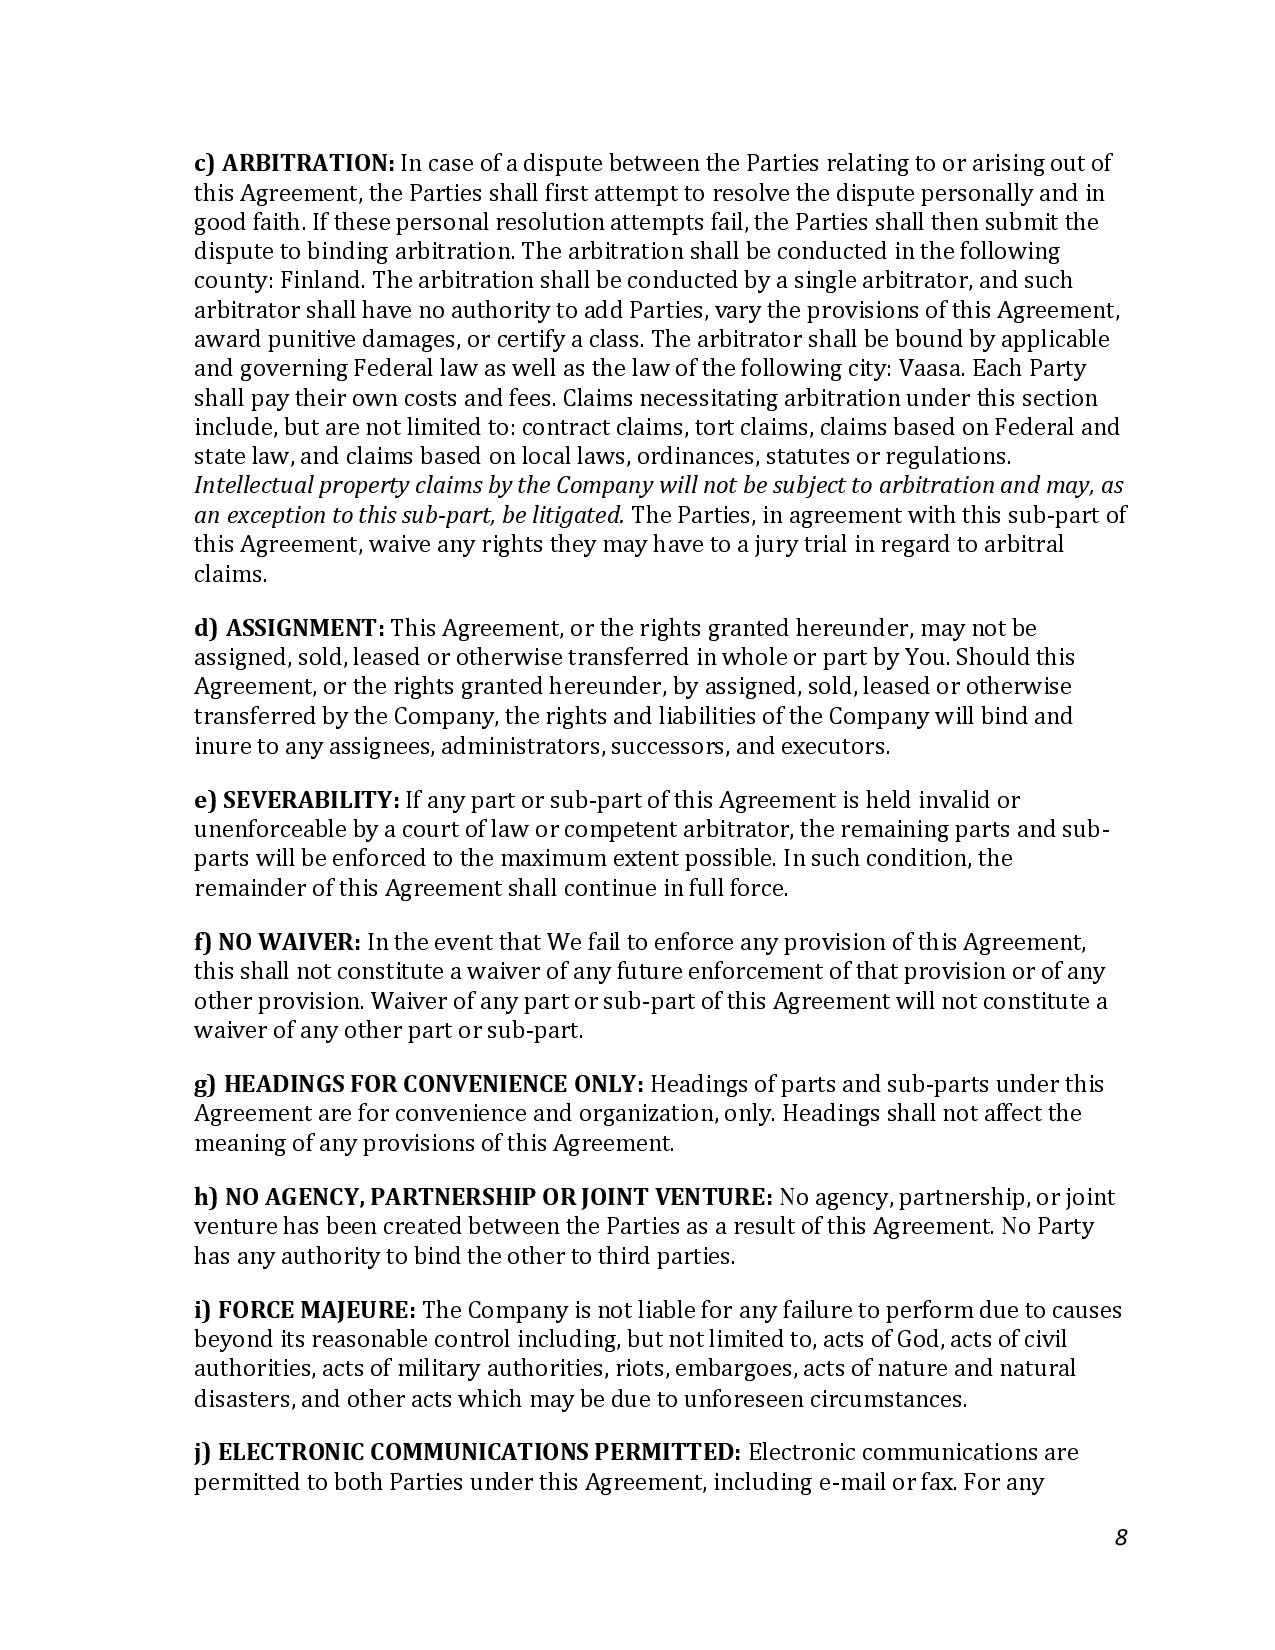 c) ARBITRATION: In case of a dispute between the Parties relating to or arising out of
this Agreement, the Parties shall first attempt to resolve the dispute personally and in
good faith. If these personal resolution attempts fail, the Parties shall then submit the
dispute to binding arbitration. The arbitration shall be conducted in the following
county: Finland. The arbitration shall be conducted by a single arbitrator, and such
arbitrator shall have no authority to add Parties, vary the provisions of this Agreement,
award punitive damages, or certify a class. The arbitrator shall be bound by applicable
and governing Federal law as well as the law of the following city: Vaasa. Each Party
shall pay their own costs and fees. Claims necessitating arbitration under this section
include, but are not limited to: contract claims, tort claims, claims based on Federal and
state law, and claims based on local laws, ordinances, statutes or regulations.
Intellectual property claims by the Company will not be subject to arbitration and may, as
an exception to this sub-part, be litigated. The Parties, in agreement with this sub-part of
this Agreement, waive any rights they may have to a jury trial in regard to arbitral
claims.
d) ASSIGNMENT: This Agreement, or the rights granted hereunder, may not be
assigned, sold, leased or otherwise transferred in whole or part by You. Should this
Agreement, or the rights granted hereunder, by assigned, sold, leased or otherwise
transferred by the Company, the rights and liabilities of the Company will bind and
inure to any assignees, administrators, successors, and executors.
e) SEVERABILITY: If any part or sub-part of this Agreement is held invalid or
unenforceable by a court of law or competent arbitrator, the remaining parts and sub-
parts will be enforced to the maximum extent possible. In such condition, the
remainder of this Agreement shall continue in full force.
f) NO WAIVER: In the event that We fail to enforce any provision of this Agreement,
this shall not constitute a waiver of any future enforcement of that provision or of any
other provision. Waiver of any part or sub-part of this Agreement will not constitute a
waiver of any other part or sub-part.
g) HEADINGS FOR CONVENIENCE ONLY: Headings of parts and sub-parts under this
Agreement are for convenience and organization, only. Headings shall not affect the
meaning of any provisions of this Agreement.
h) NO AGENCY, PARTNERSHIP OR JOINT VENTURE: No agency, partnership, or joint
venture has been created between the Parties as a result of this Agreement. No Party
has any authority to bind the other to third parties.
i) FORCE MAJEURE: The Company is not liable for any failure to perform due to causes
beyond its reasonable control including, but not limited to, acts of God, acts of civil
authorities, acts of military authorities, riots, embargoes, acts of nature and natural
disasters, and other acts which may be due to unforeseen circumstances.
j) ELECTRONIC COMMUNICATIONS PERMITTED: Electronic communications are
permitted to both Parties under this Agreement, including e-mail or fax. For any
8